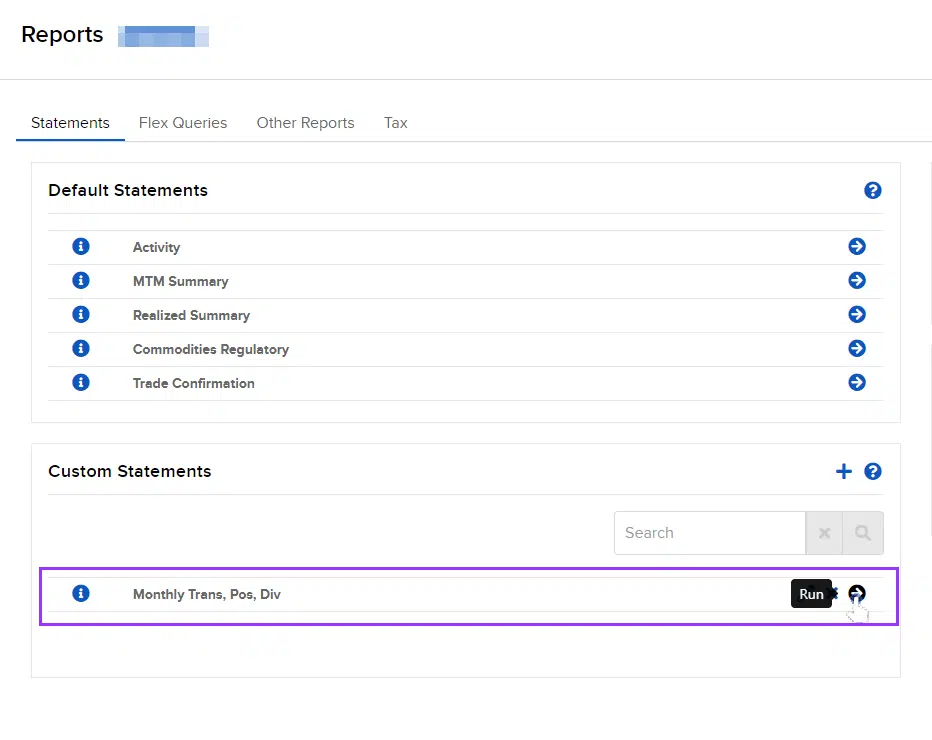 Reports
Statements Flex Queries Other Reports Tax
Default Statements
Activity
MTM Summary
Realized Summary
Commodities Regulatory
Trade Confirmation
Custom Statements
Search
Monthly Trans, Pos, Div Run